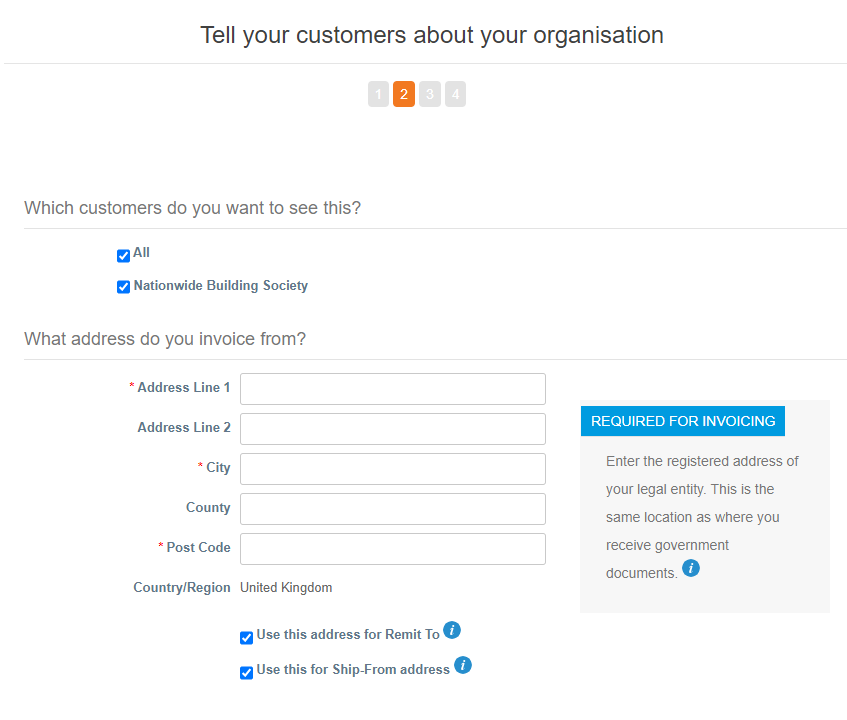 Tell your customers about your organisation
1 2 3 4
Which customers do you want to see this?
All
Nationwide Building Society
What address do you invoice from?
* Address Line 1
Address Line 2
* City
County
* Post Code
Country/Region United Kingdom
Use this address for Remit To i
Use this for Ship-From address i
REQUIRED FOR INVOICING
Enter the registered address of
your legal entity. This is the
same location as where you
receive government
documents. i